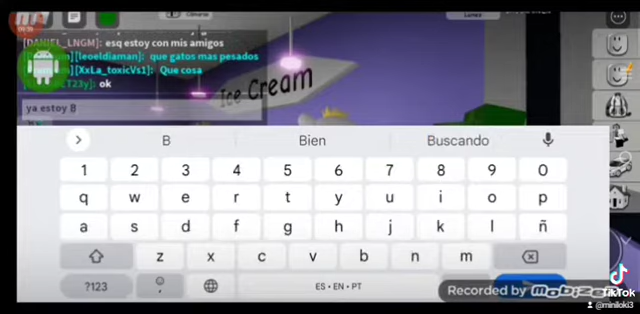 Lunes
[DANIEL_LNGM]: esq estoy con mis amigos
[leoeldiaman]: que gatos mas pesados
[XxLa_toxicVs1]: Que cosa
ok
Ice Cream
ya estoy B
B Bien Buscando
1 2 3 4 5 6 7 8 9 0
q w e r t y u i o p
a s d f g h j k l ñ
z x c v b n m
?123 ES • EN • PT
Recorded by
TikTok
@miniloki3